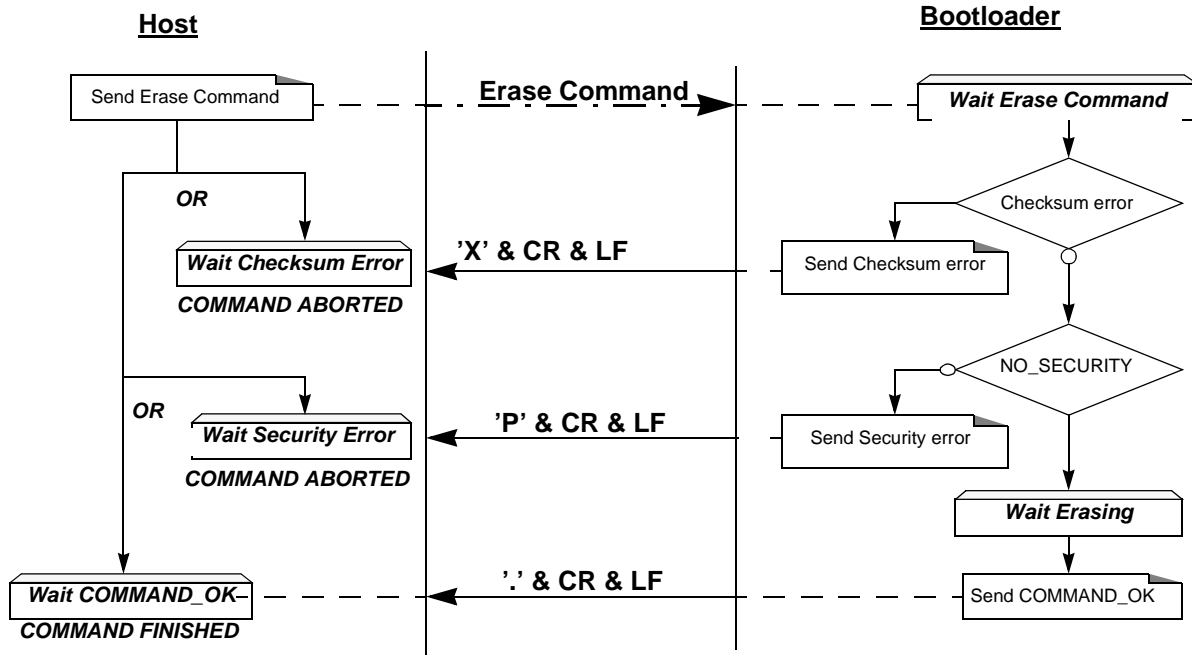 Host
Bootloader
Send Erase Command
Erase Command
Wait Erase Command
OR
Checksum error
Wait Checksum Error
’X’ & CR & LF
Send Checksum error
COMMAND ABORTED
NO_SECURITY
OR
Wait Security Error
’P’ & CR & LF
Send Security error
COMMAND ABORTED
Wait Erasing
Wait COMMAND_OK
’.’ & CR & LF
Send COMMAND_OK
COMMAND FINISHED